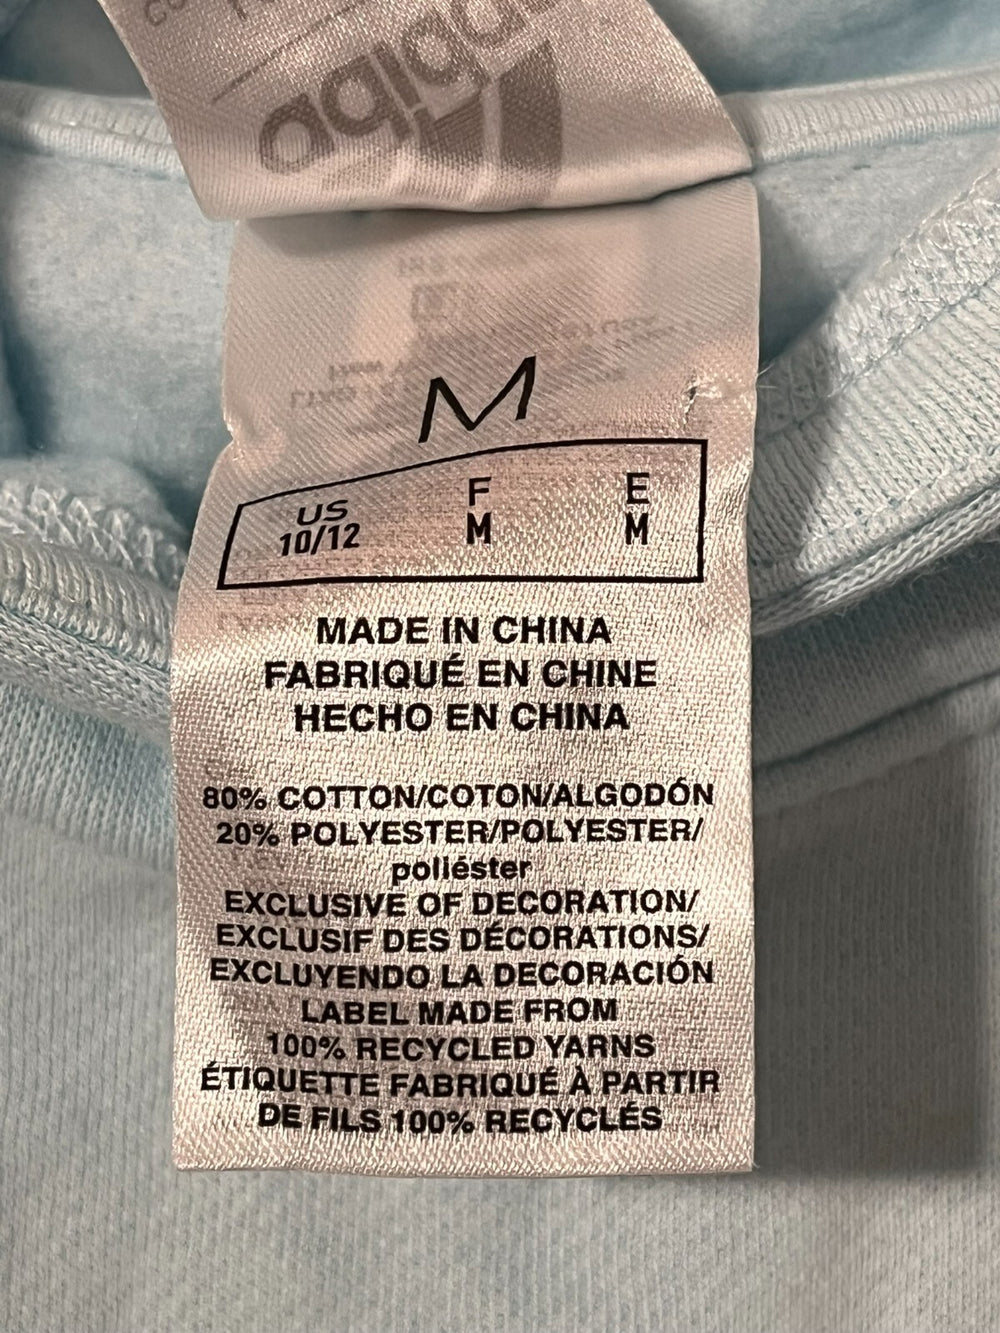 adidas
M
US F E
10/12 M M
MADE IN CHINA
FABRIQUÉ EN CHINE
HECHO EN CHINA
80% COTTON/COTON/ALGODÓN
20% POLYESTER/POLYESTER/
poliéster
EXCLUSIVE OF DECORATION/
EXCLUSIF DES DÉCORATIONS/
EXCLUYENDO LA DECORACIÓN
LABEL MADE FROM
100% RECYCLED YARNS
ÉTIQUETTE FABRIQUÉ À PARTIR
DE FILS 100% RECYCLÉS